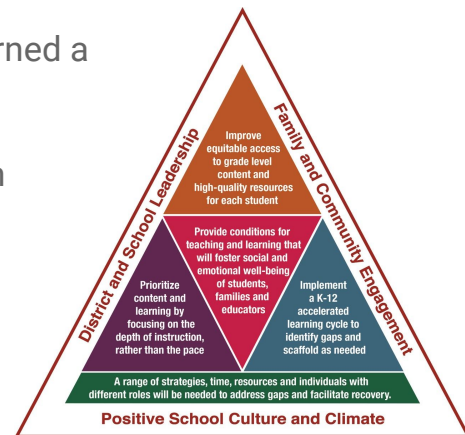 rned a
n
District and School Leadership
Family and Community Engagement
Improve
equitable access
to grade level
content and
high-quality resources
for each student
Provide conditions for
teaching and learning that
will foster social and
emotional well-being
of students,
families and
educators
Prioritize
content and
learning by
focusing on the
depth of instruction,
rather than the pace
Implement
a K-12
accelerated
learning cycle to
identify gaps and
scaffold as needed
A range of strategies, time, resources and individuals with
different roles will be needed to address gaps and facilitate recovery.
Positive School Culture and Climate